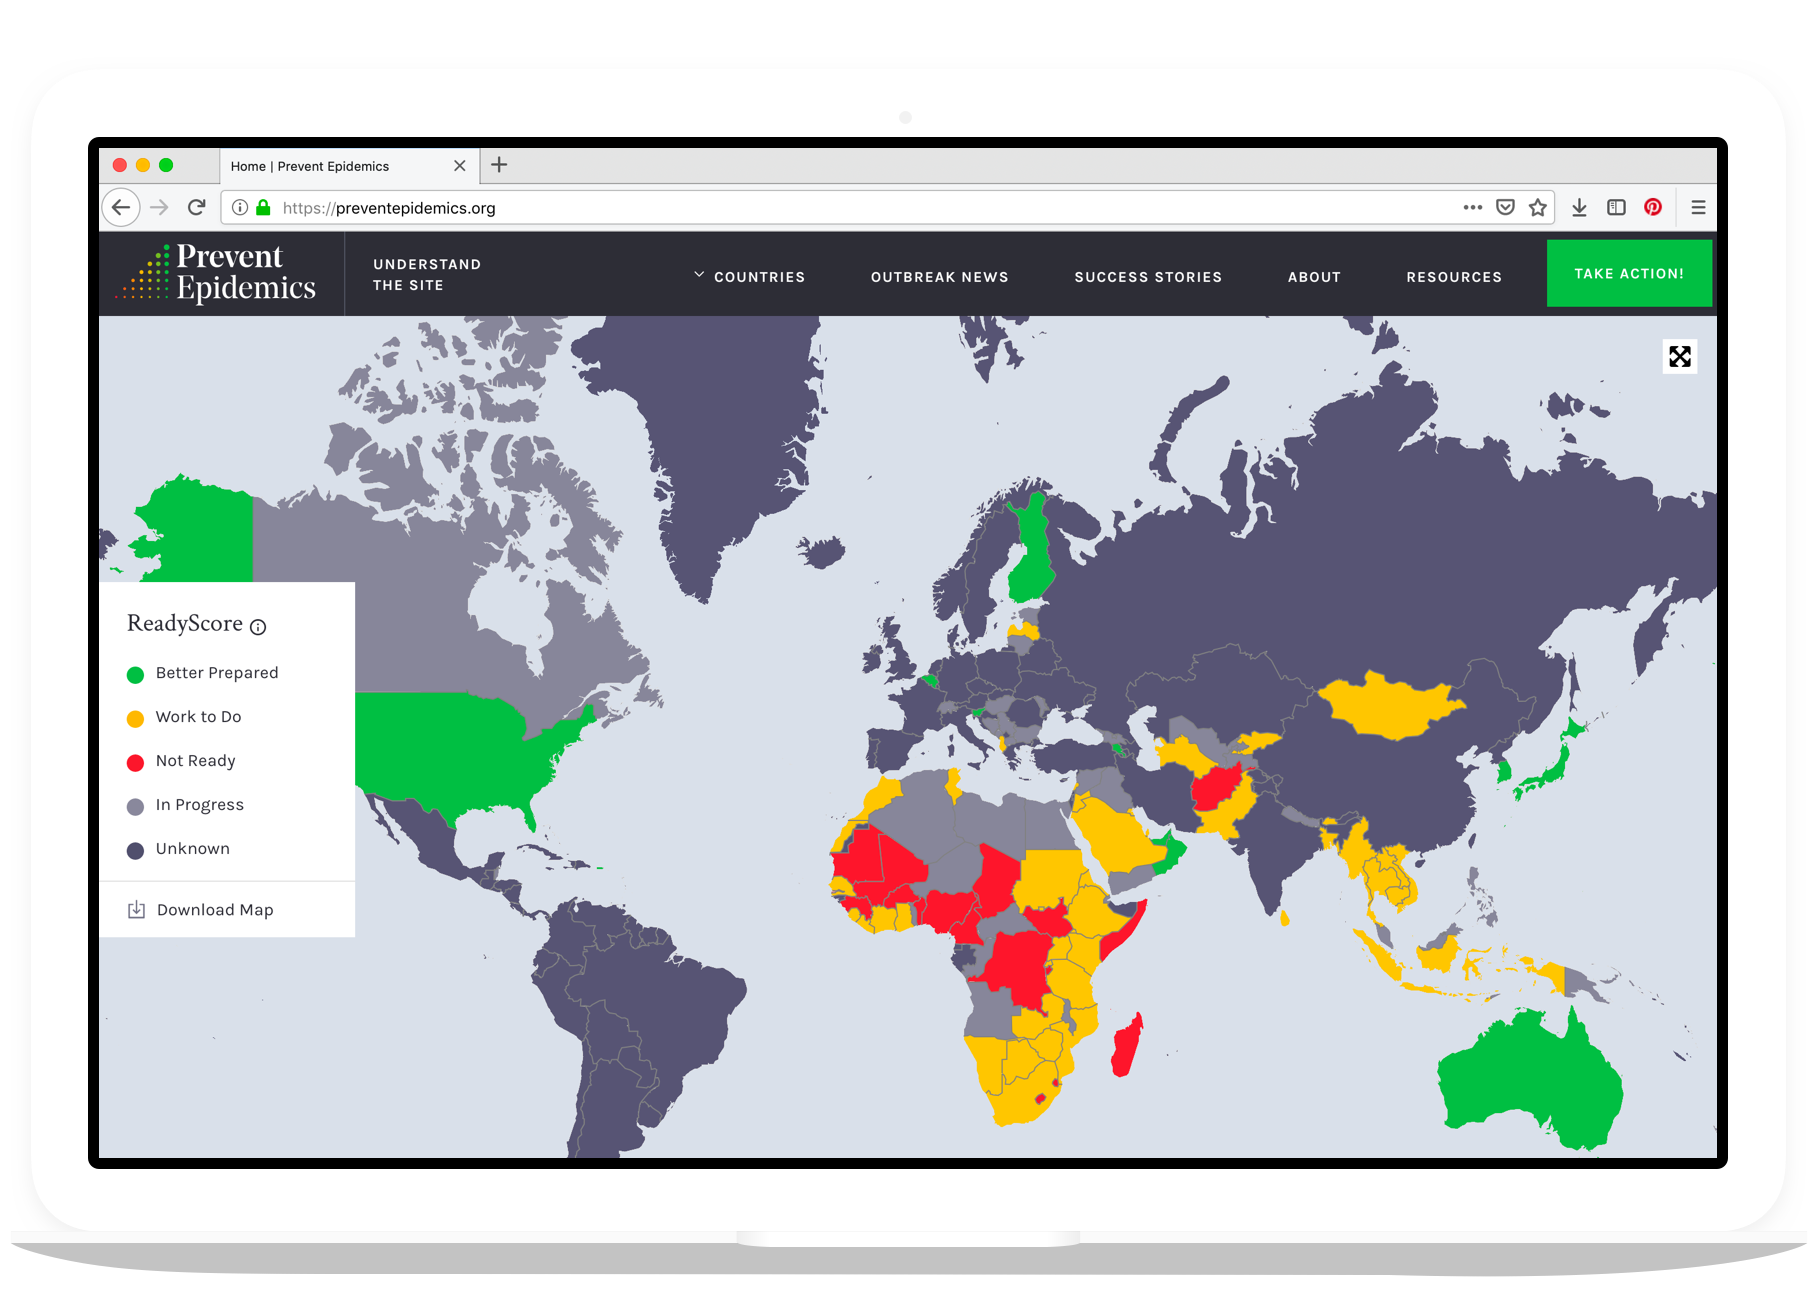 Home | Prevent Epidemics
https://preventepidemics.org
Prevent
Epidemics
UNDERSTAND
THE SITE
COUNTRIES
OUTBREAK NEWS
SUCCESS STORIES
ABOUT
RESOURCES
TAKE ACTION!
ReadyScore
Better Prepared
Work to Do
Not Ready
In Progress
Unknown
Download Map